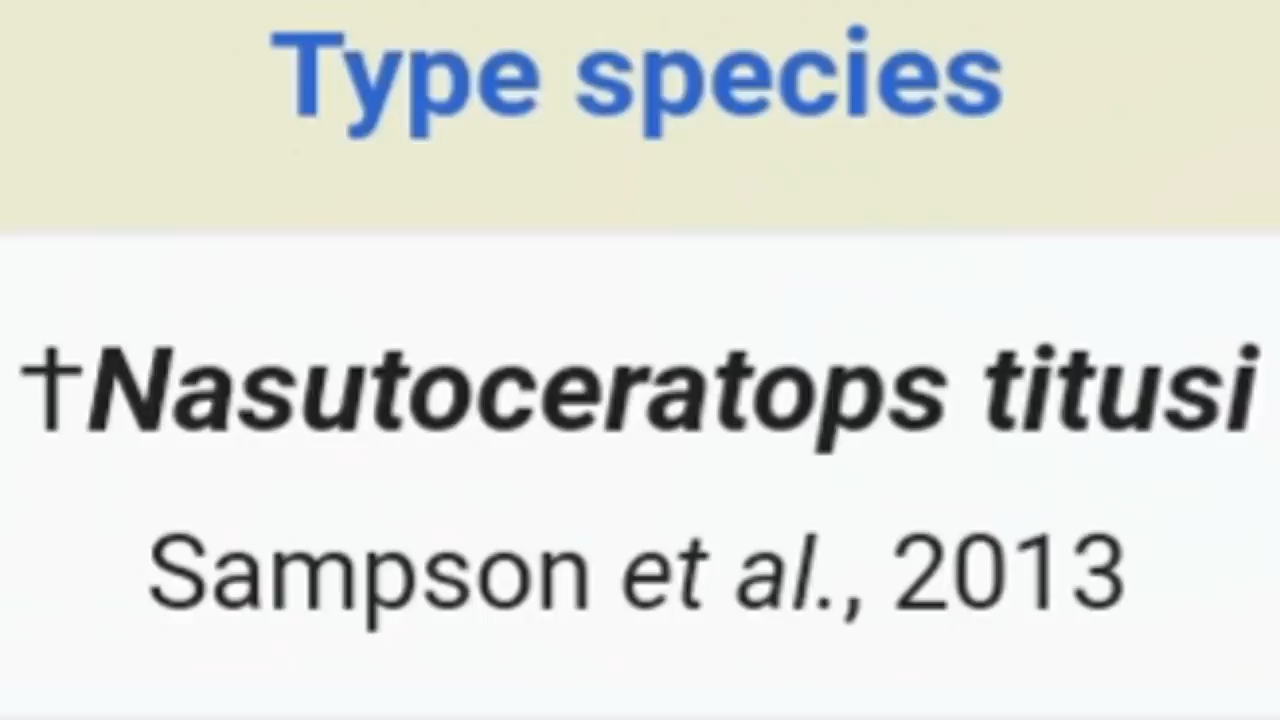 Type species
†Nasutoceratops titusi
Sampson et al., 2013